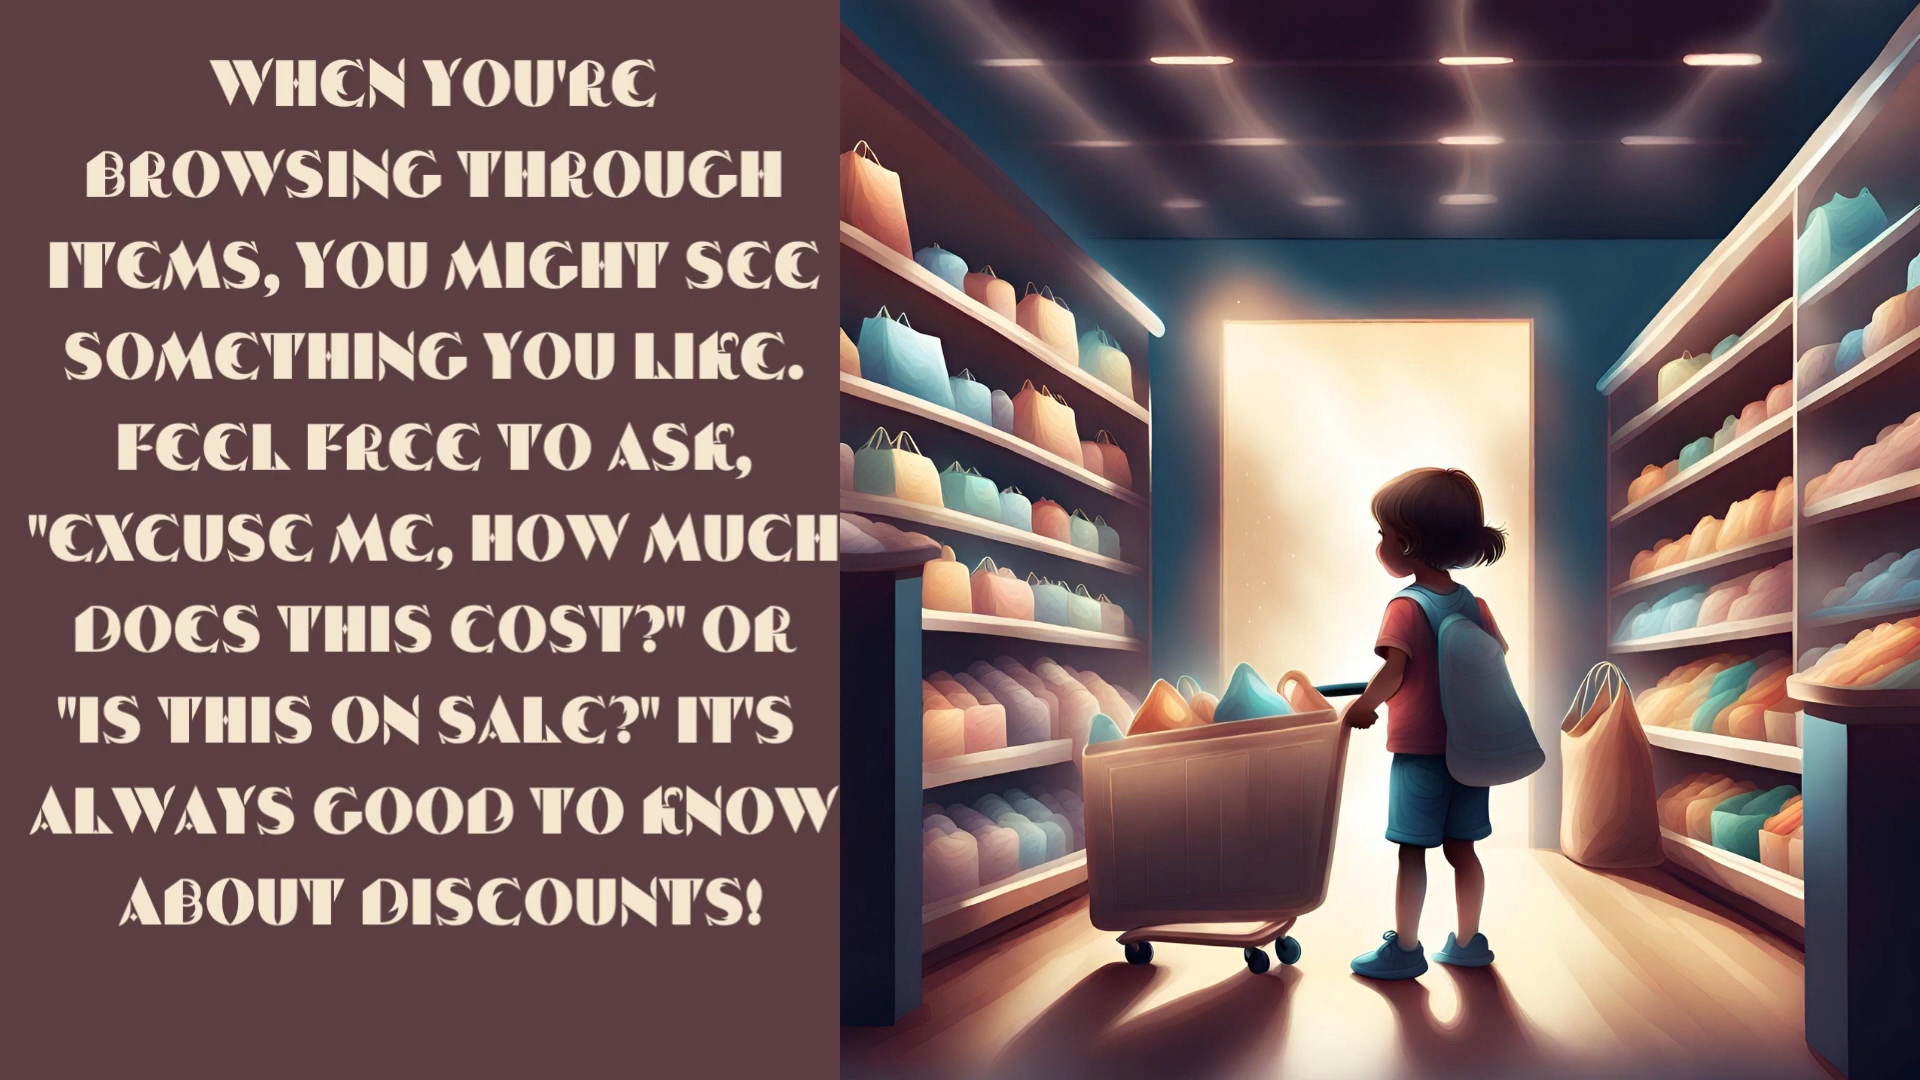 WHEN YOU'RE
BROWSING THROUGH
ITEMS, YOU MIGHT SEE
SOMETHING YOU LIKE.
FEEL FREE TO ASK,
"EXCUSE ME, HOW MUCH
DOES THIS COST?" OR
"IS THIS ON SALE?" IT'S
ALWAYS GOOD TO KNOW
ABOUT DISCOUNTS!